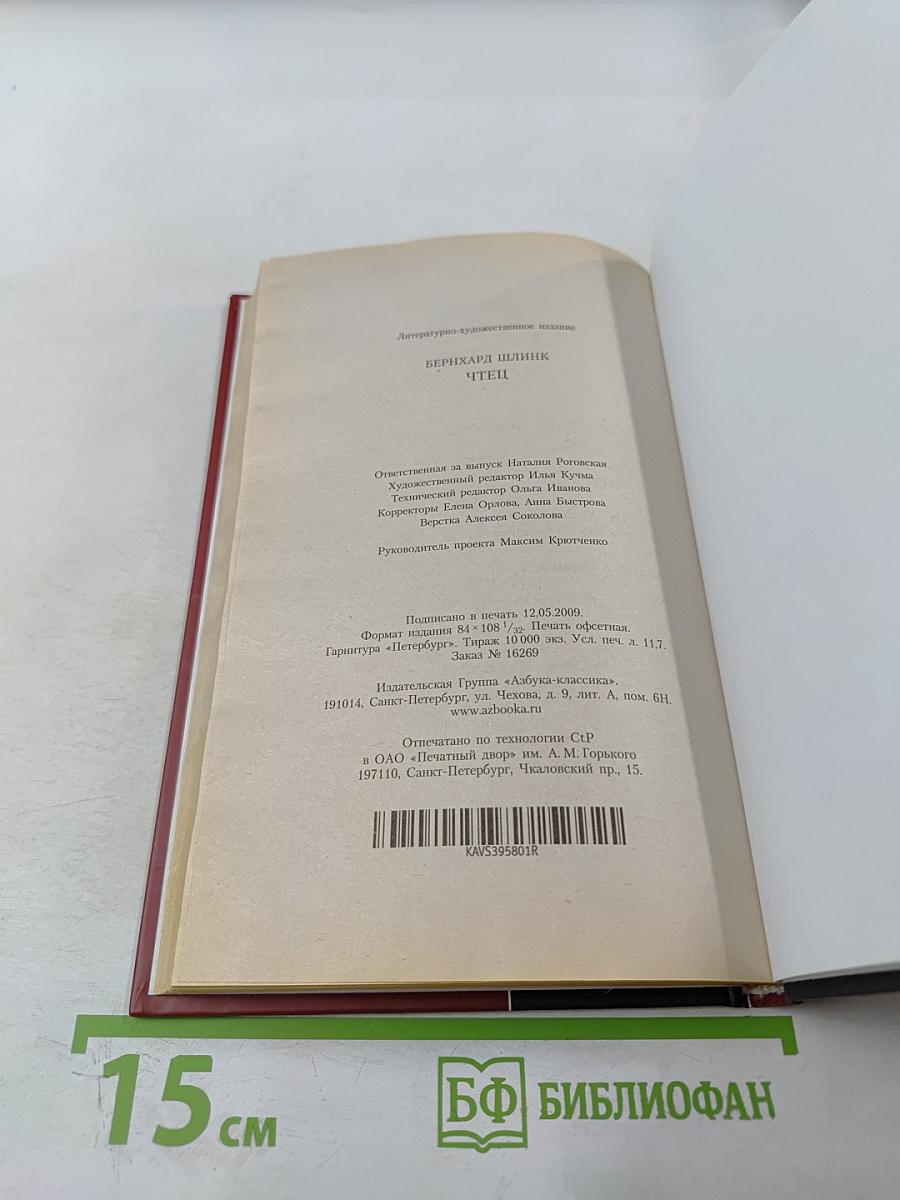 Литературно-художественное издание
БЕРНХАРД ШЛИНК
ЧТЕЦ
Ответственная за выпуск Наталия Роговская
Художественный редактор Илья Кучма
Технический редактор Ольга Иванова
Корректоры Елена Орлова, Анна Быстрова
Верстка Алексея Соколова
Руководитель проекта Максим Крютченко
Подписано в печать 12.05.2009.
Формат издания 84 × 108 1/32. Печать офсетная.
Гарнитура «Петербург». Тираж 10 000 экз. Усл. печ. л. 11,7.
Заказ № 16269
Издательская Группа «Азбука-классика».
191014, Санкт-Петербург, ул. Чехова, д. 9, лит. А, пом. 6Н.
www.azbooka.ru
Отпечатано по технологии CtP
в ОАО «Печатный двор» им. А. М. Горького
197110, Санкт-Петербург, Чкаловский пр., 15.
KAVS395801R
15 см
БФ БИБЛИОФАН